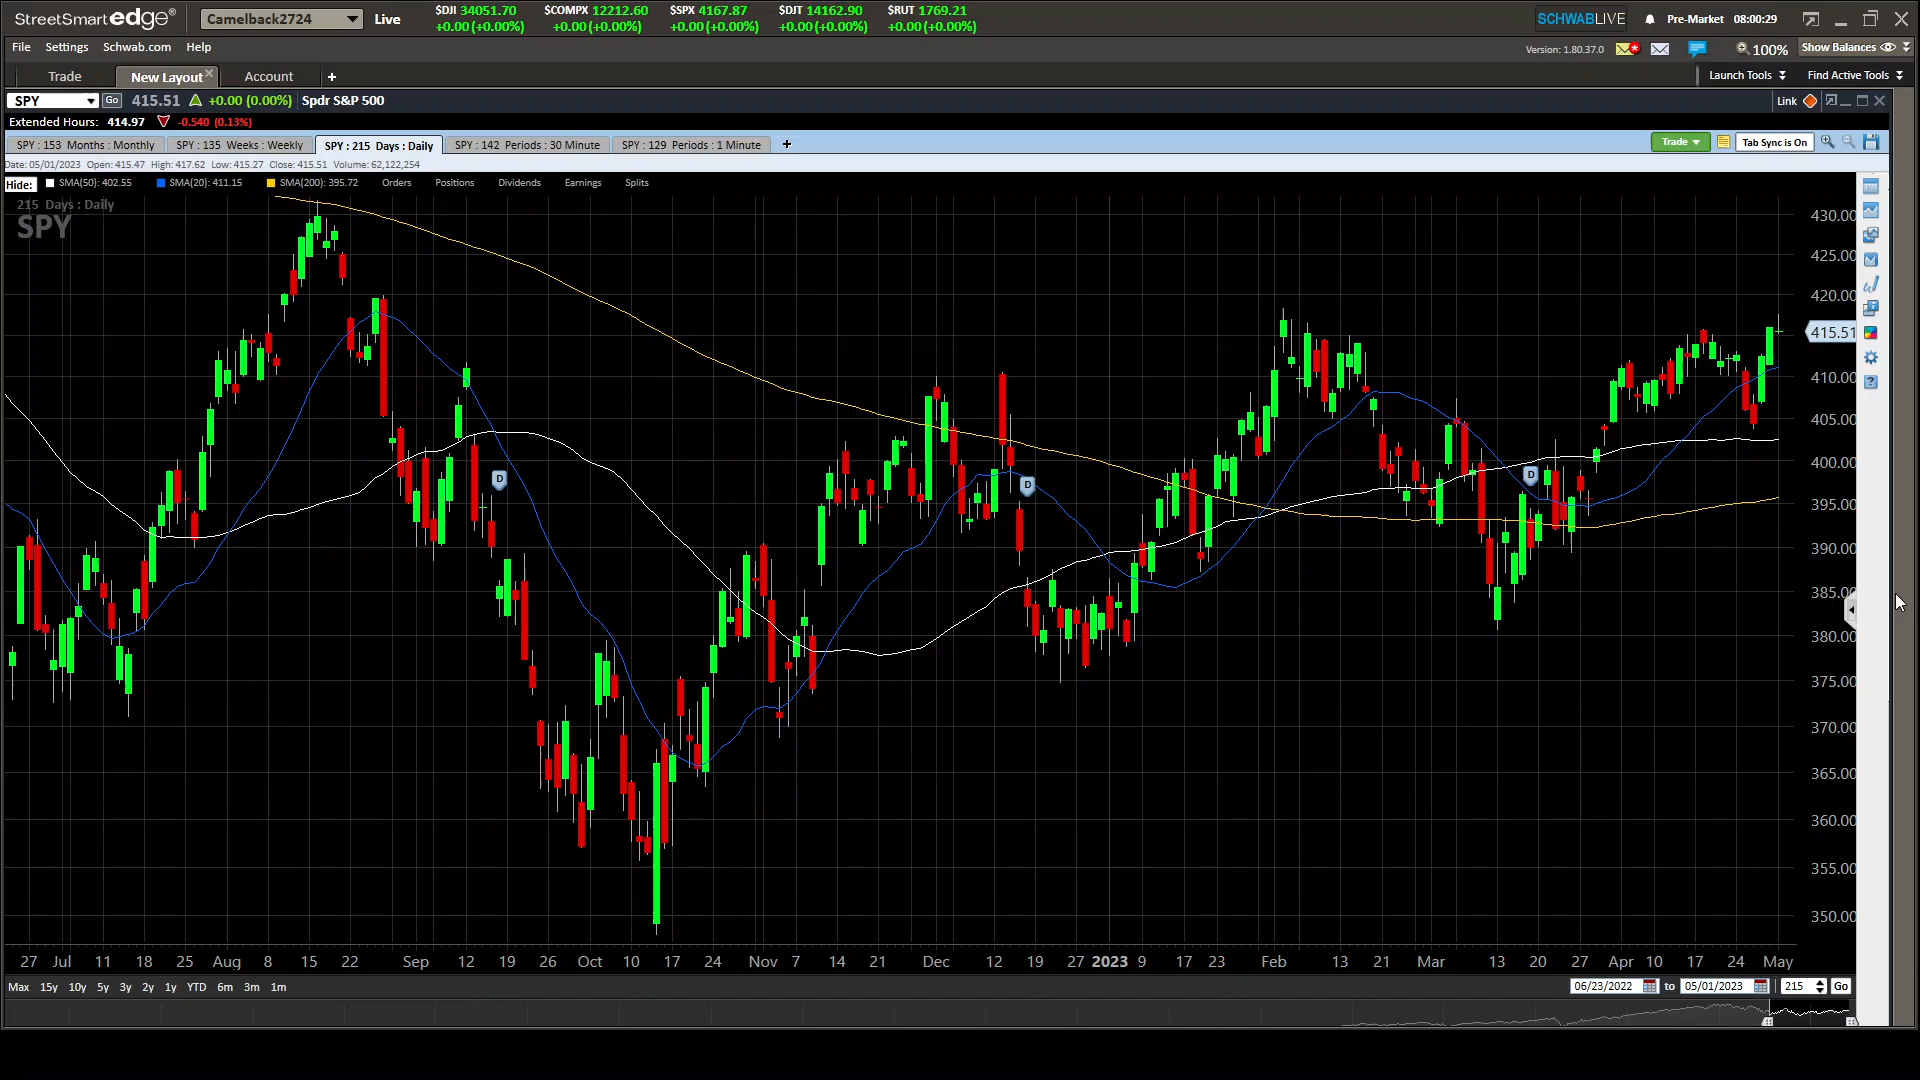 StreetSmart edge® Camelback2724 Live $DJI 34051.70 $COMPX 12212.60 $SPX 4167.87 $DJT 14162.90 $RUT 1769.21 SCHWABLIVE Pre-Market 08:00:29
+0.00 (+0.00%) +0.00 (+0.00%) +0.00 (+0.00%) +0.00 (+0.00%) +0.00 (+0.00%)
File Settings Schwab.com Help Version: 1.80.37.0 100% Show Balances
Trade New Layout Account + Launch Tools Find Active Tools
SPY Go 415.51 +0.00 (0.00%) Spdr S&P 500 Link
Extended Hours: 414.97 -0.540 (0.13%)
SPY : 153 Months : Monthly SPY : 135 Weeks : Weekly SPY : 215 Days : Daily SPY : 142 Periods : 30 Minute SPY : 129 Periods : 1 Minute + Trade Tab Sync is On
Date: 05/01/2023 Open: 415.47 High: 417.62 Low: 415.27 Close: 415.51 Volume: 62,122,254
Hide: SMA(50): 402.55 SMA(20): 411.15 SMA(200): 395.72 Orders Positions Dividends Earnings Splits
215 Days : Daily
SPY
430.00
425.00
420.00
415.51
410.00
405.00
400.00
395.00
390.00
385.00
380.00
375.00
370.00
365.00
360.00
355.00
350.00
D
D
D
?
27 Jul 11 18 25 Aug 8 15 22 Sep 12 19 26 Oct 10 17 24 Nov 7 14 21 Dec 12 19 27 2023 9 17 23 Feb 13 21 Mar 13 20 27 Apr 10 17 24 May
Max 15y 10y 5y 3y 2y 1y YTD 6m 3m 1m 06/23/2022 to 05/01/2023 215 Go